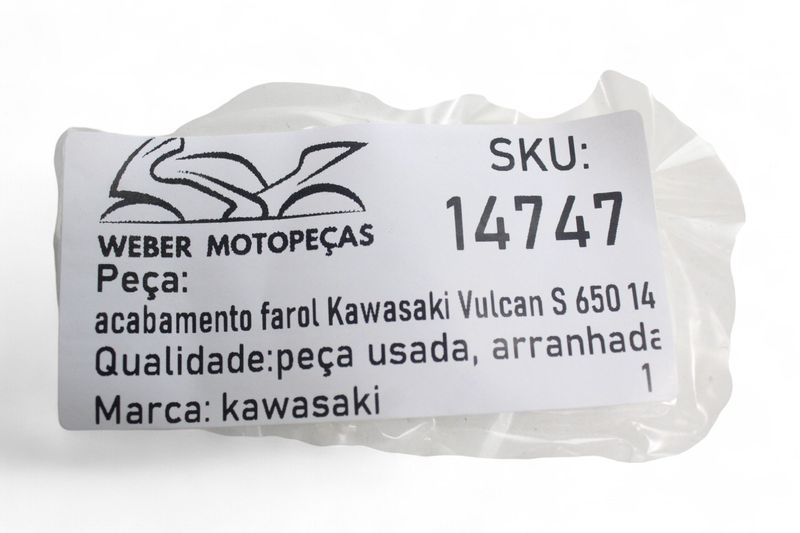 SKU:
14747
WEBER MOTOPEÇAS
Peça:
acabamento farol Kawasaki Vulcan S 650 14
Qualidade:peça usada, arranhada
1
Marca: kawasaki